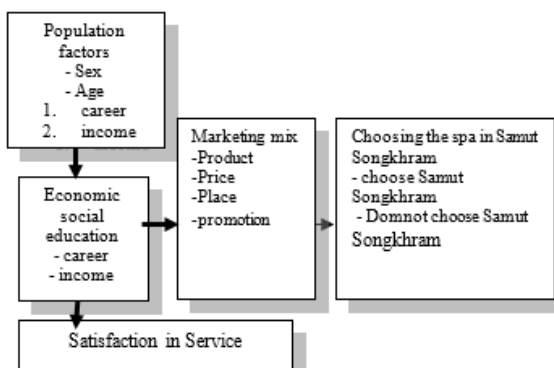 Population
factors
- Sex
- Age
1. career
2. income
Economic
social
education
- career
- income
Marketing mix
-Product
-Price
-Place
-promotion
Choosing the spa in Samut
Songkhram
- choose Samut
Songkhram
- Domnot choose Samut
Songkhram
Satisfaction in Service